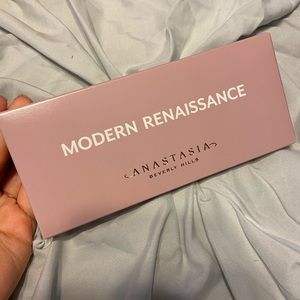 MODERN RENAISSANCE
ANASTASIA
BEVERLY HILLS